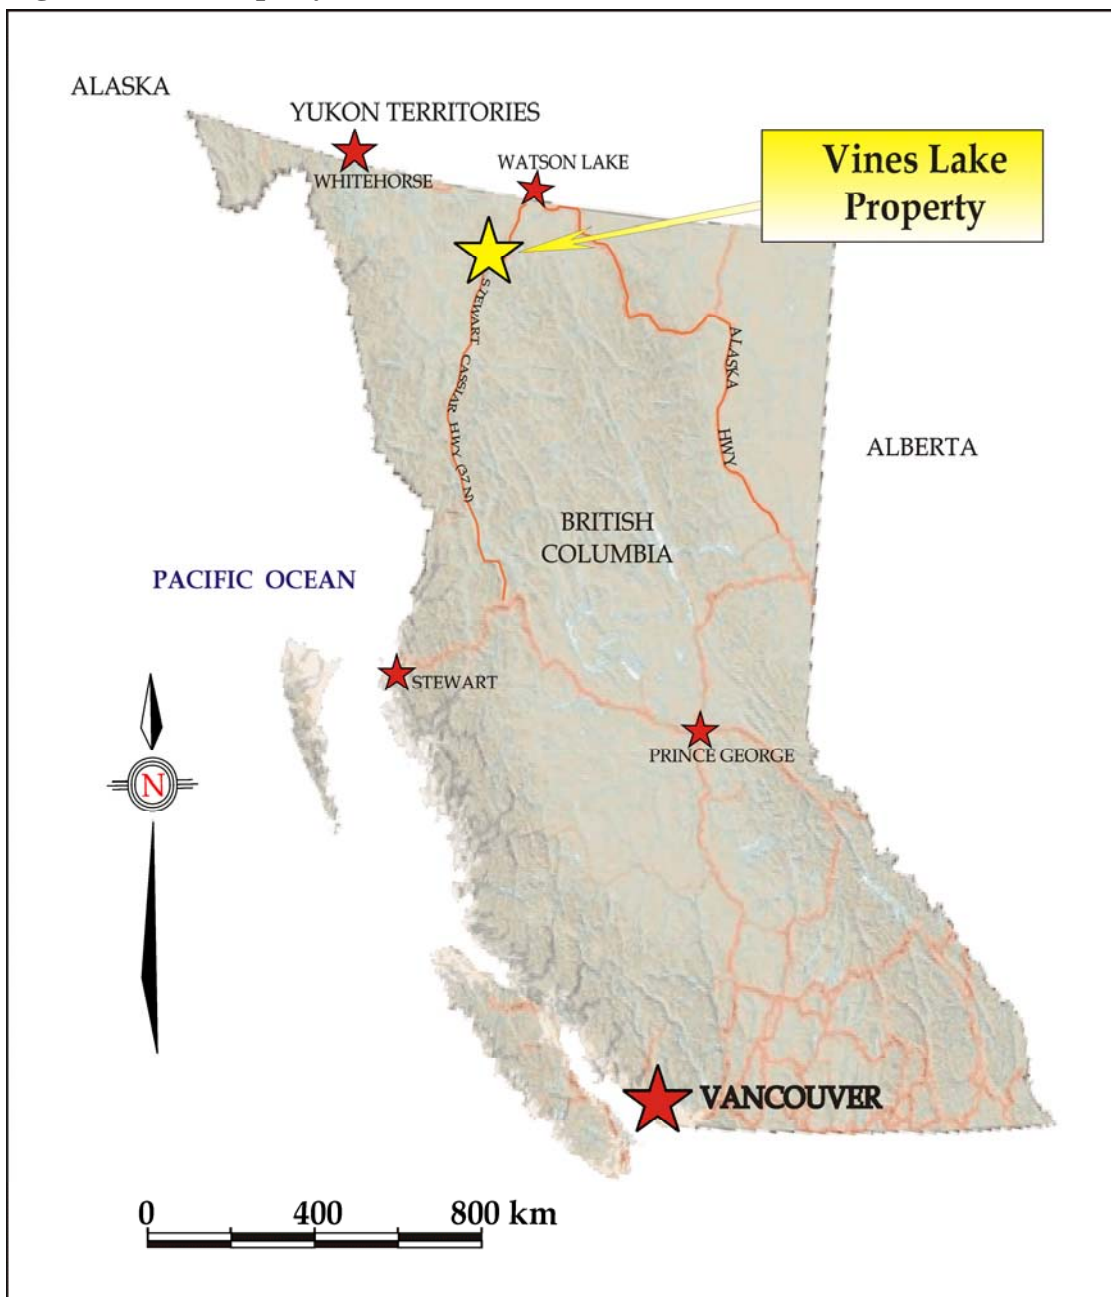 ALASKA
YUKON TERRITORIES
WHITEHORSE
WATSON LAKE
Vines Lake
Property
STEWART CASSIAR HWY (37 N)
ALASKA
HWY
ALBERTA
BRITISH
COLUMBIA
PACIFIC OCEAN
STEWART
PRINCE GEORGE
N
VANCOUVER
0 400 800 km